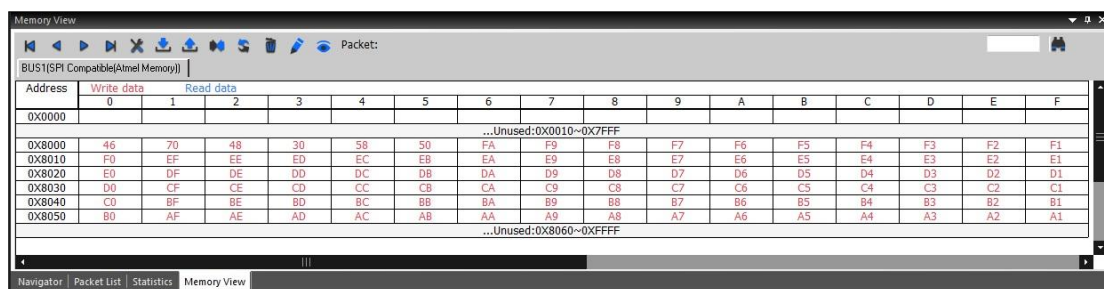 Memory View
Packet:
BUS1(SPI Compatible(Atmel Memory))
Address Write data Read data
0 1 2 3 4 5 6 7 8 9 A B C D E F
0X0000
...Unused:0X0010~0X7FFF
0X8000 46 70 48 30 58 50 FA F9 F8 F7 F6 F5 F4 F3 F2 F1
0X8010 F0 EF EE ED EC EB EA E9 E8 E7 E6 E5 E4 E3 E2 E1
0X8020 E0 DF DE DD DC DB DA D9 D8 D7 D6 D5 D4 D3 D2 D1
0X8030 D0 CF CE CD CC CB CA C9 C8 C7 C6 C5 C4 C3 C2 C1
0X8040 C0 BF BE BD BC BB BA B9 B8 B7 B6 B5 B4 B3 B2 B1
0X8050 B0 AF AE AD AC AB AA A9 A8 A7 A6 A5 A4 A3 A2 A1
...Unused:0X8060~0XFFFF
Navigator Packet List Statistics Memory View